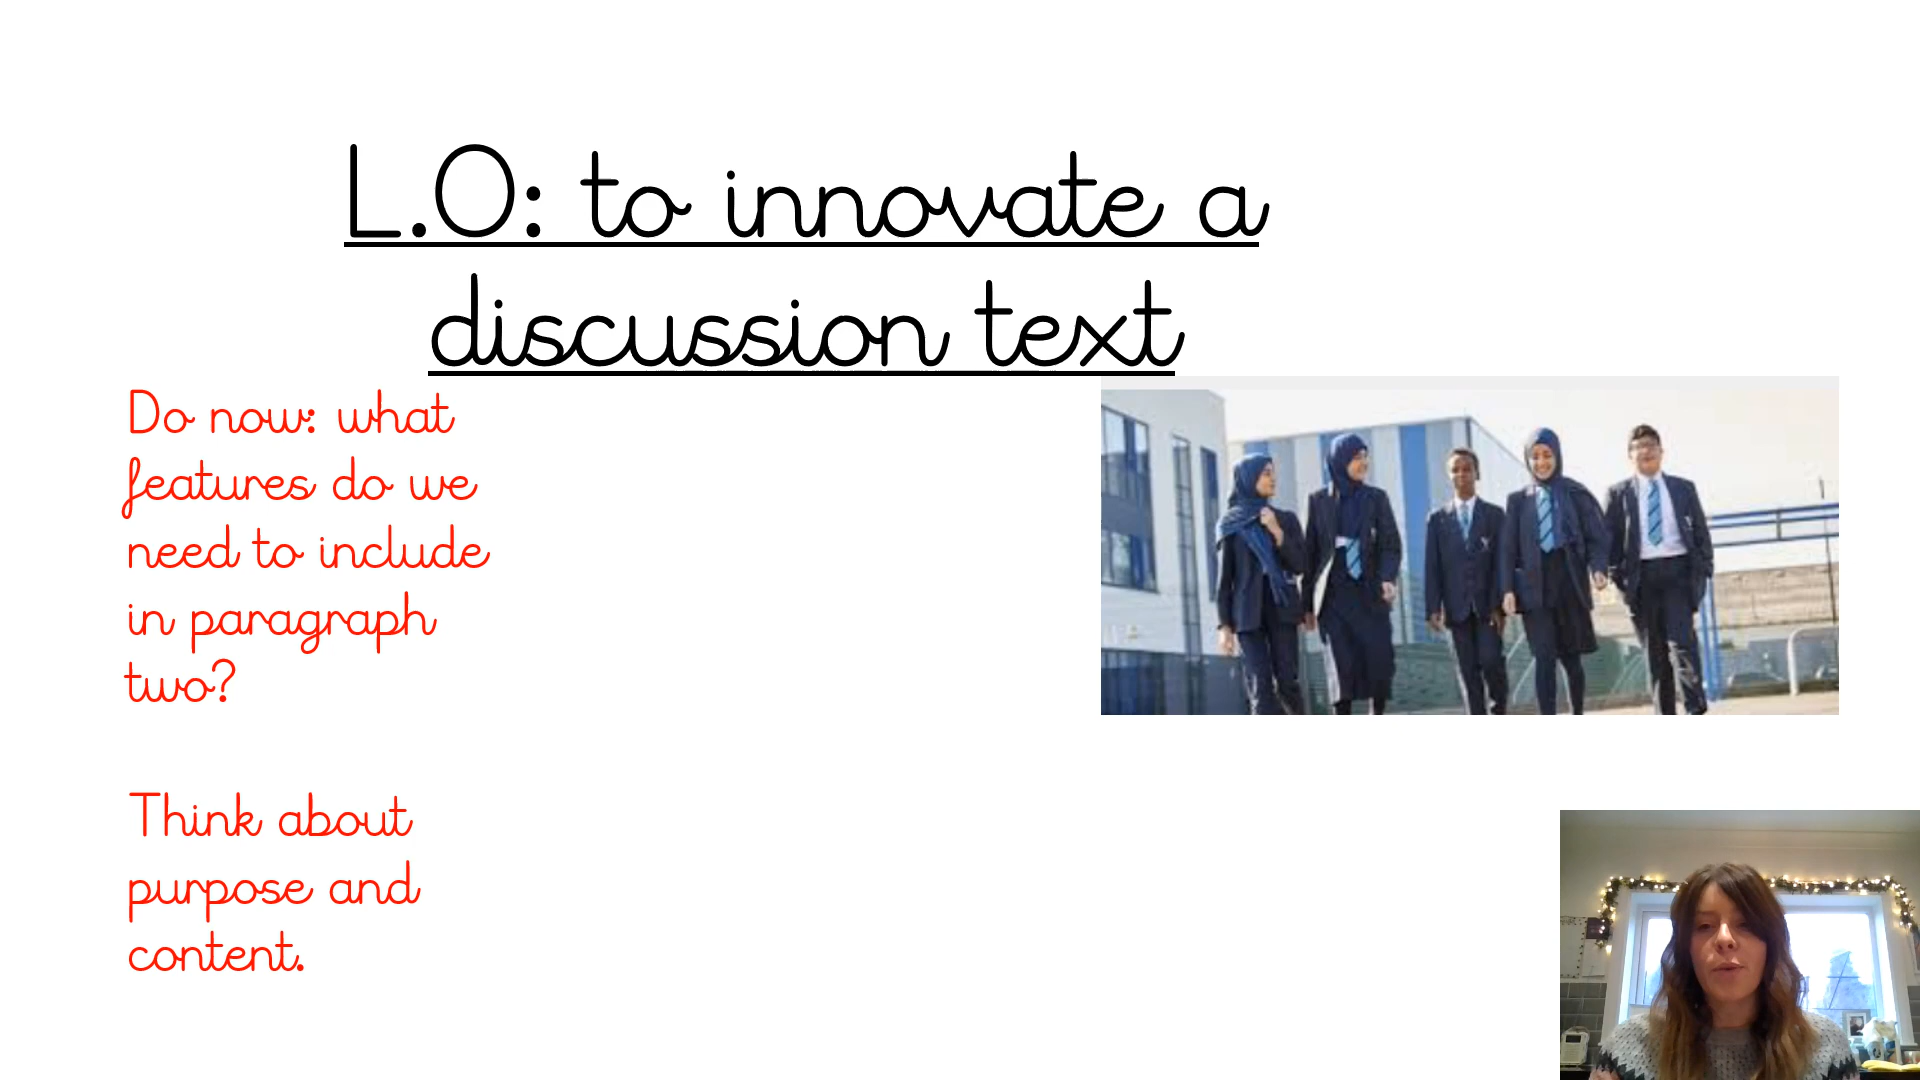 L.O: to innovate a
discussion text
Do now: what
features do we
need to include
in paragraph
two?
Think about
purpose and
content.